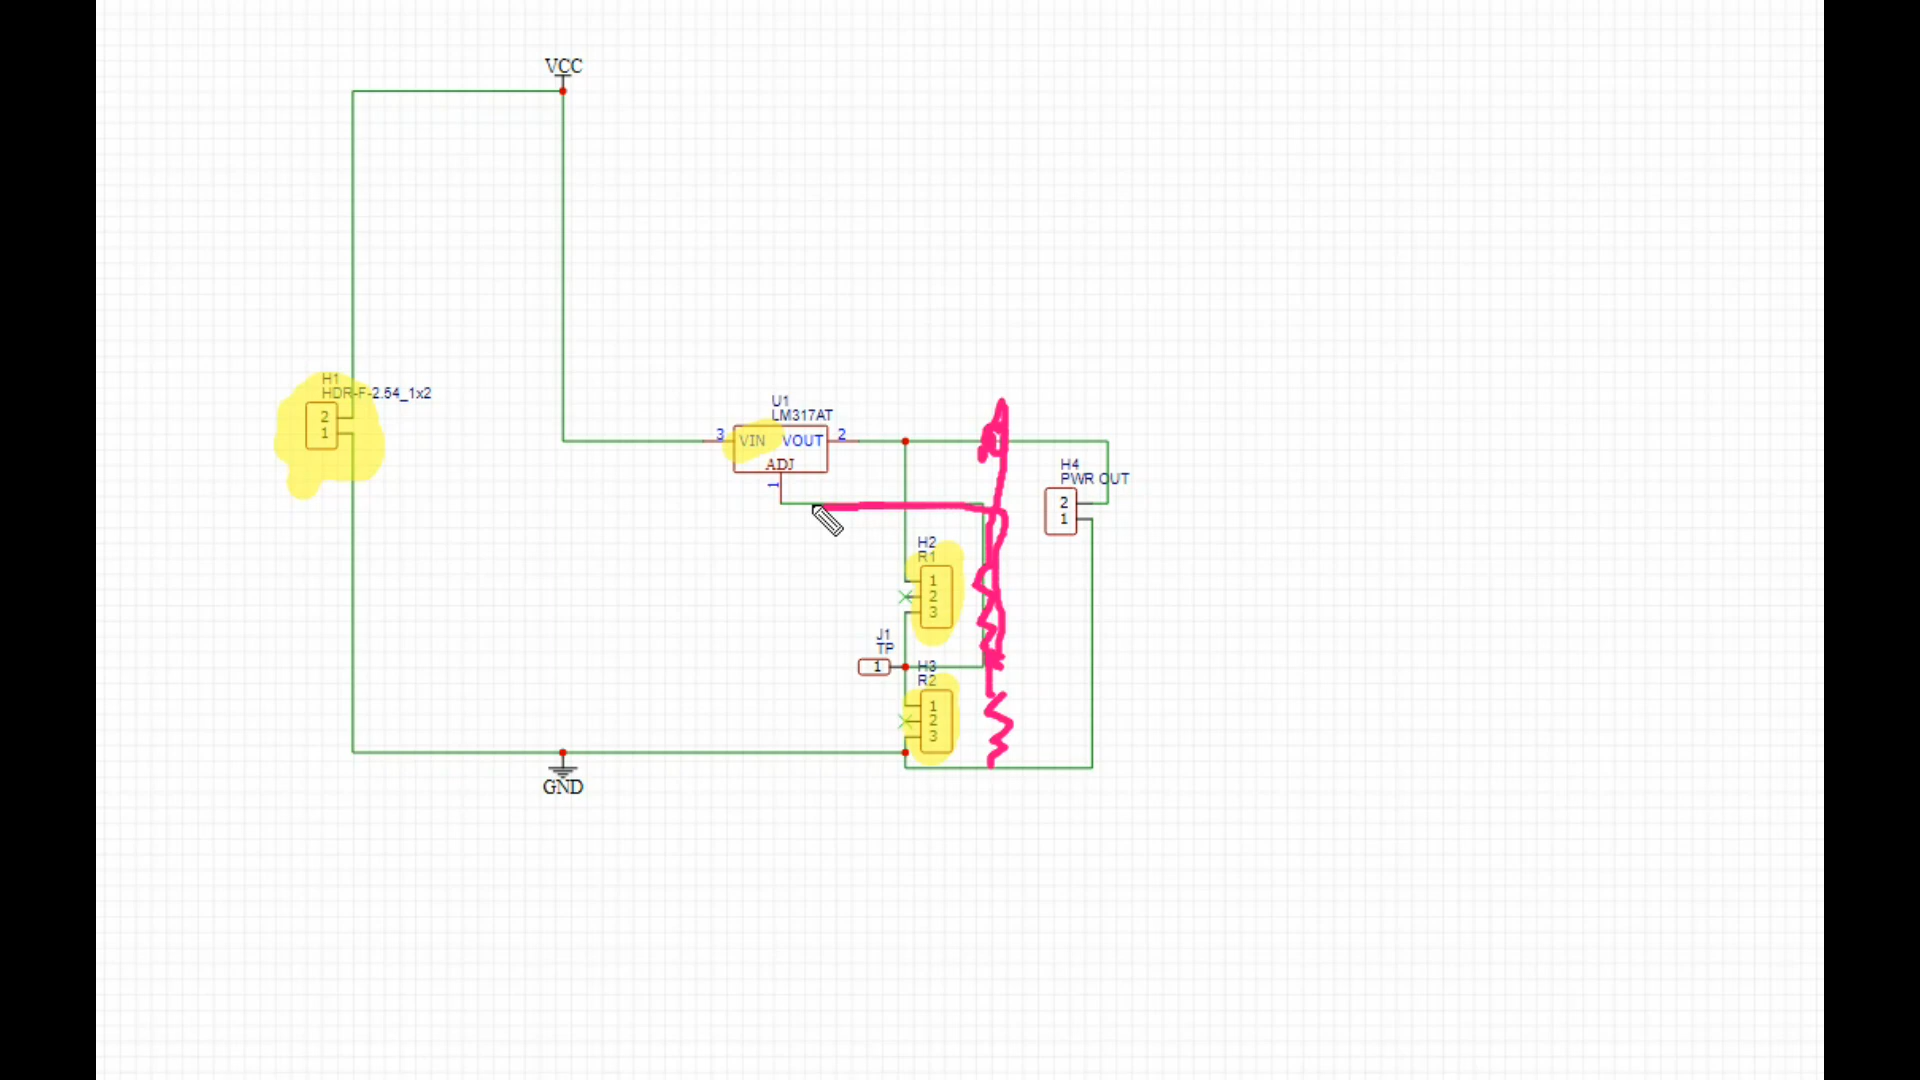 VCC
H1
HDR-F-2.54_1x2
2
1
U1
LM317AT
3 VIN VOUT 2
ADJ
1
H4
PWR OUT
2
1
H2
R1
1
2
3
J1
TP
1
H3
R2
1
2
3
GND